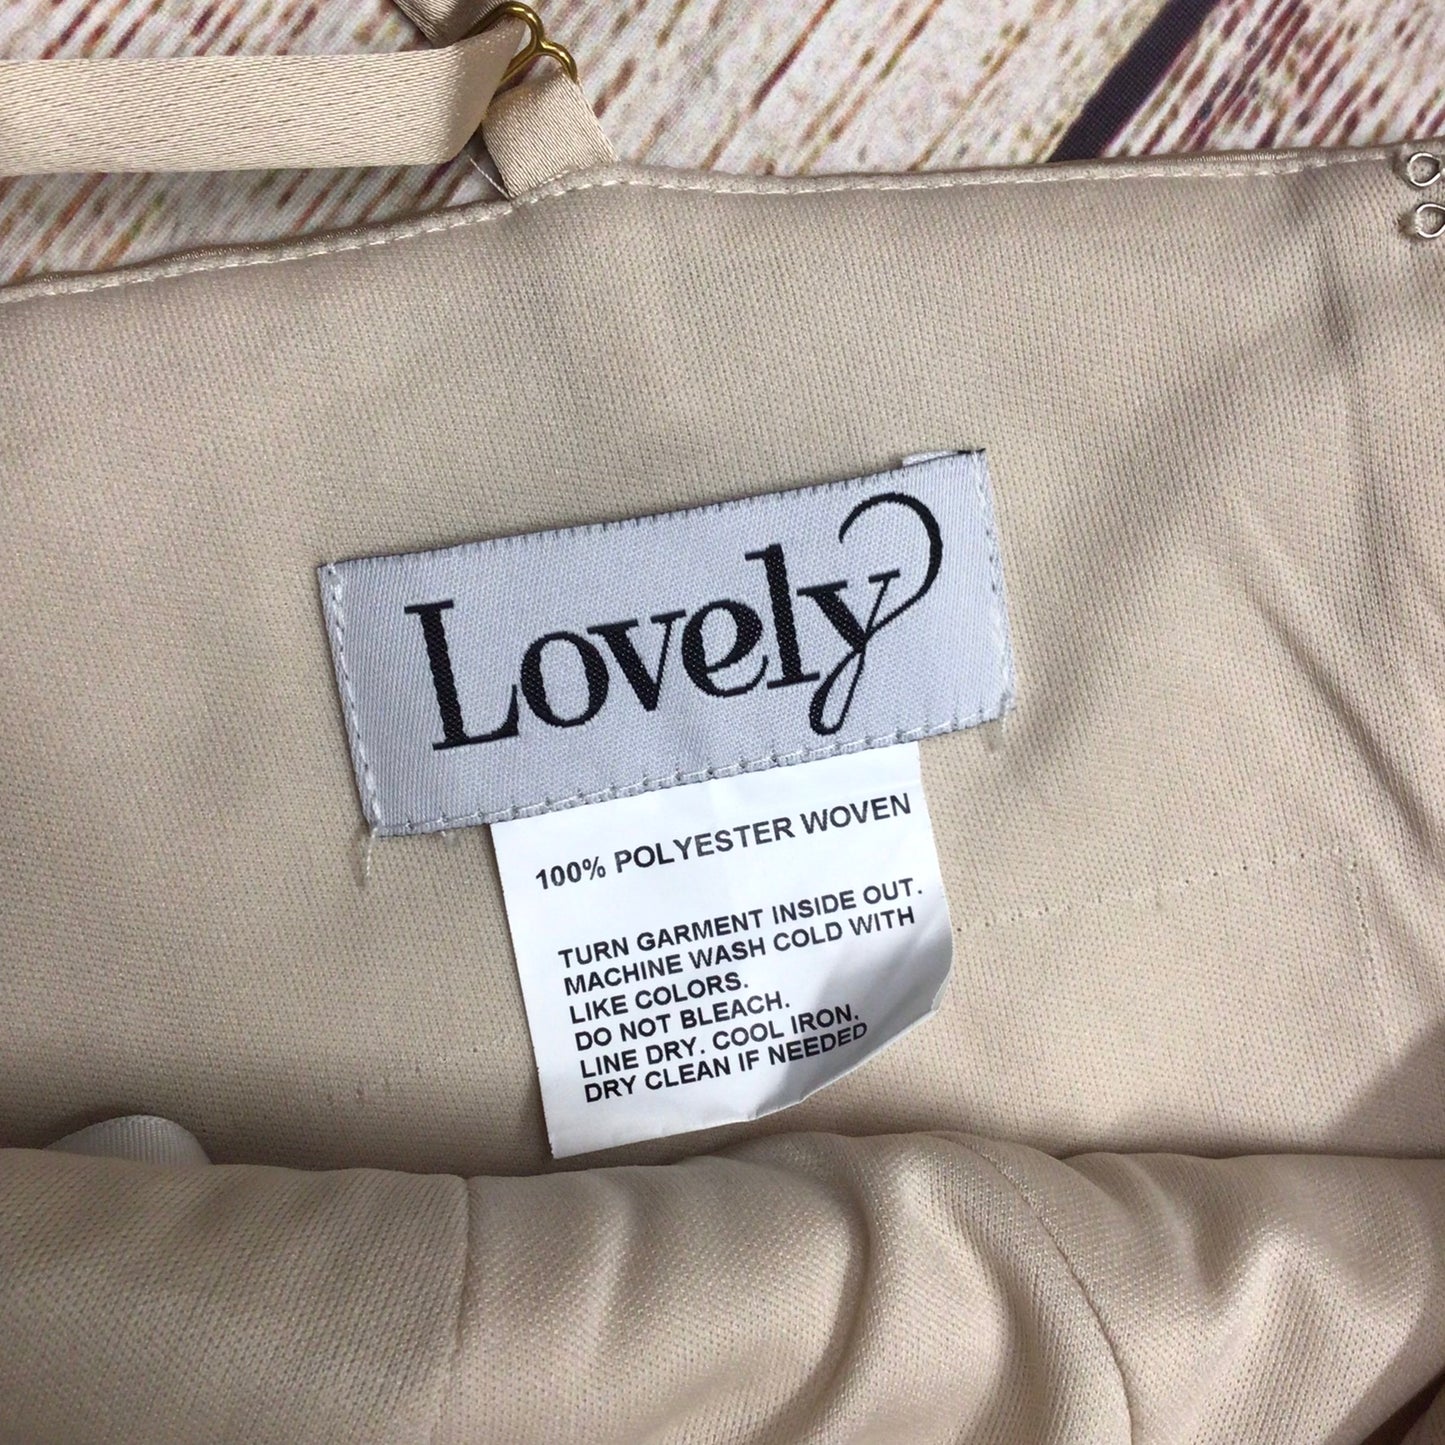 Lovely
100% POLYESTER WOVEN
TURN GARMENT INSIDE OUT.
MACHINE WASH COLD WITH
LIKE COLORS.
DO NOT BLEACH.
LINE DRY. COOL IRON.
DRY CLEAN IF NEEDED